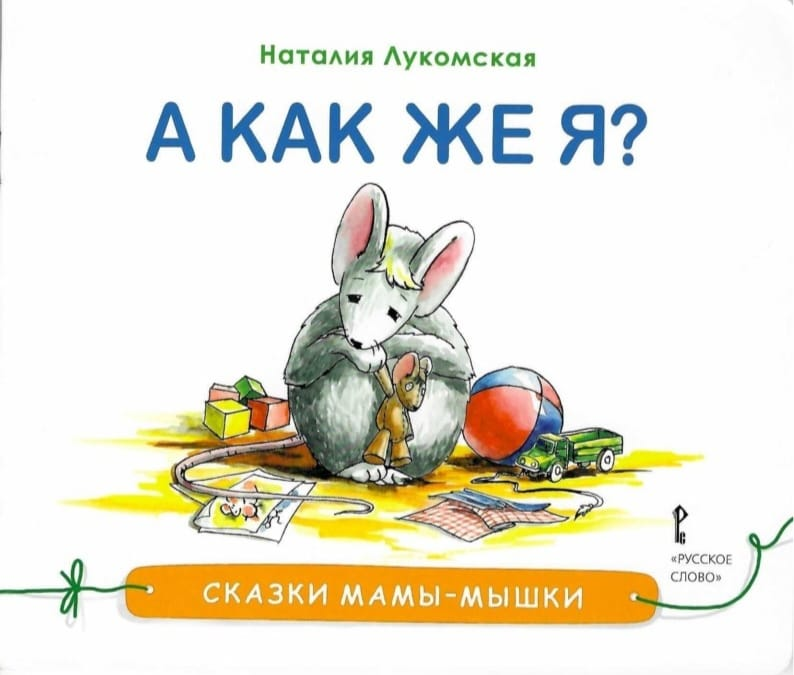 Наталия Лукомская
А КАК ЖЕ Я?
«РУССКОЕ
СЛОВО»
СКАЗКИ МАМЫ-МЫШКИ